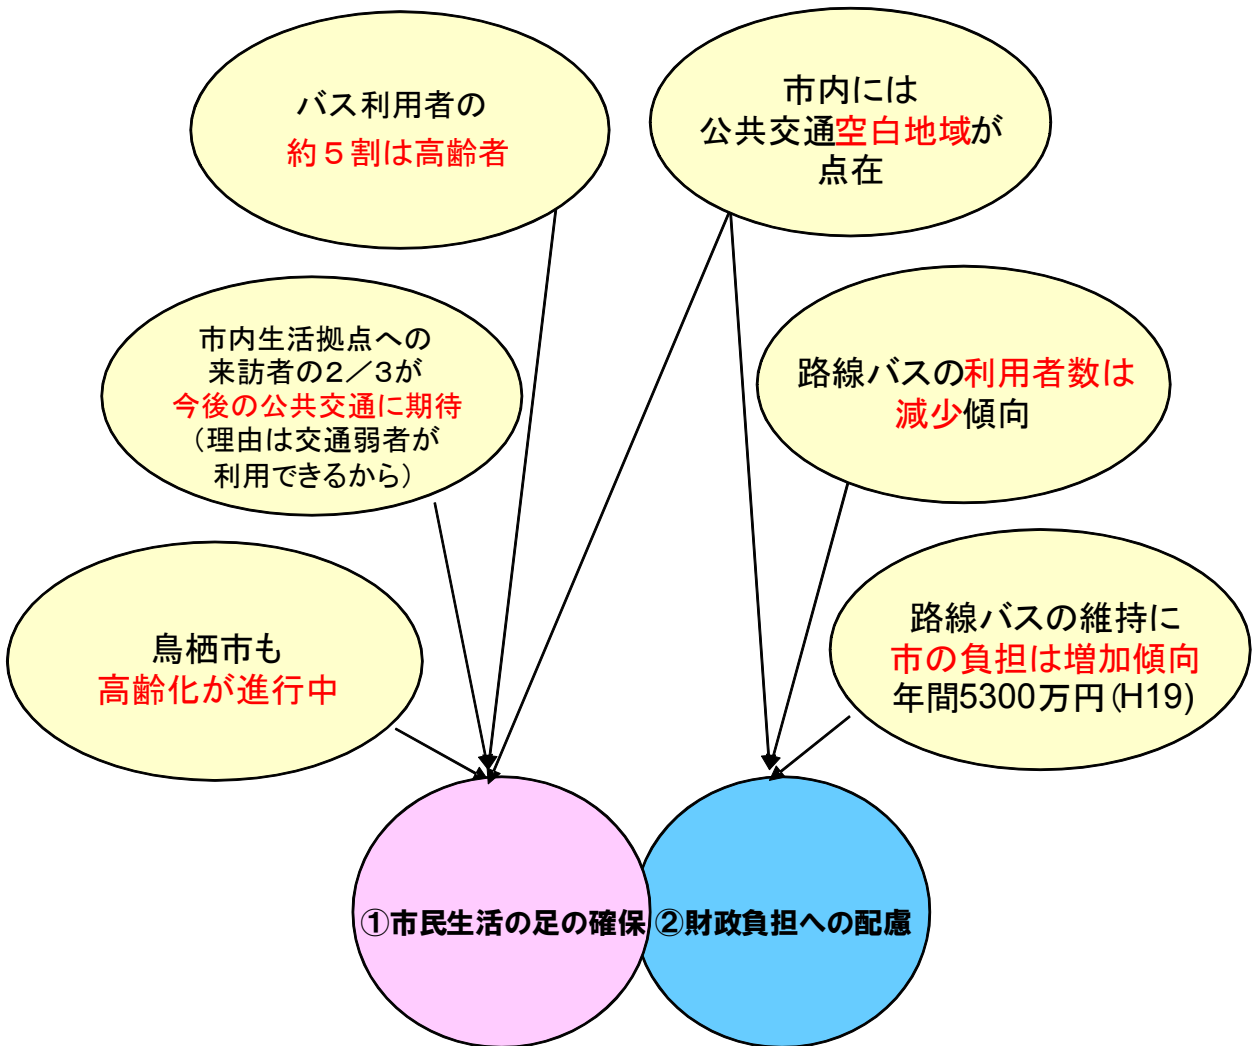 バス利用者の
約５割は高齢者
市内には
公共交通空白地域が
点在
市内生活拠点への
来訪者の2／3が
今後の公共交通に期待
（理由は交通弱者が
利用できるから）
路線バスの利用者数は
減少傾向
鳥栖市も
高齢化が進行中
路線バスの維持に
市の負担は増加傾向
年間5300万円（H19）
①市民生活の足の確保
②財政負担への配慮